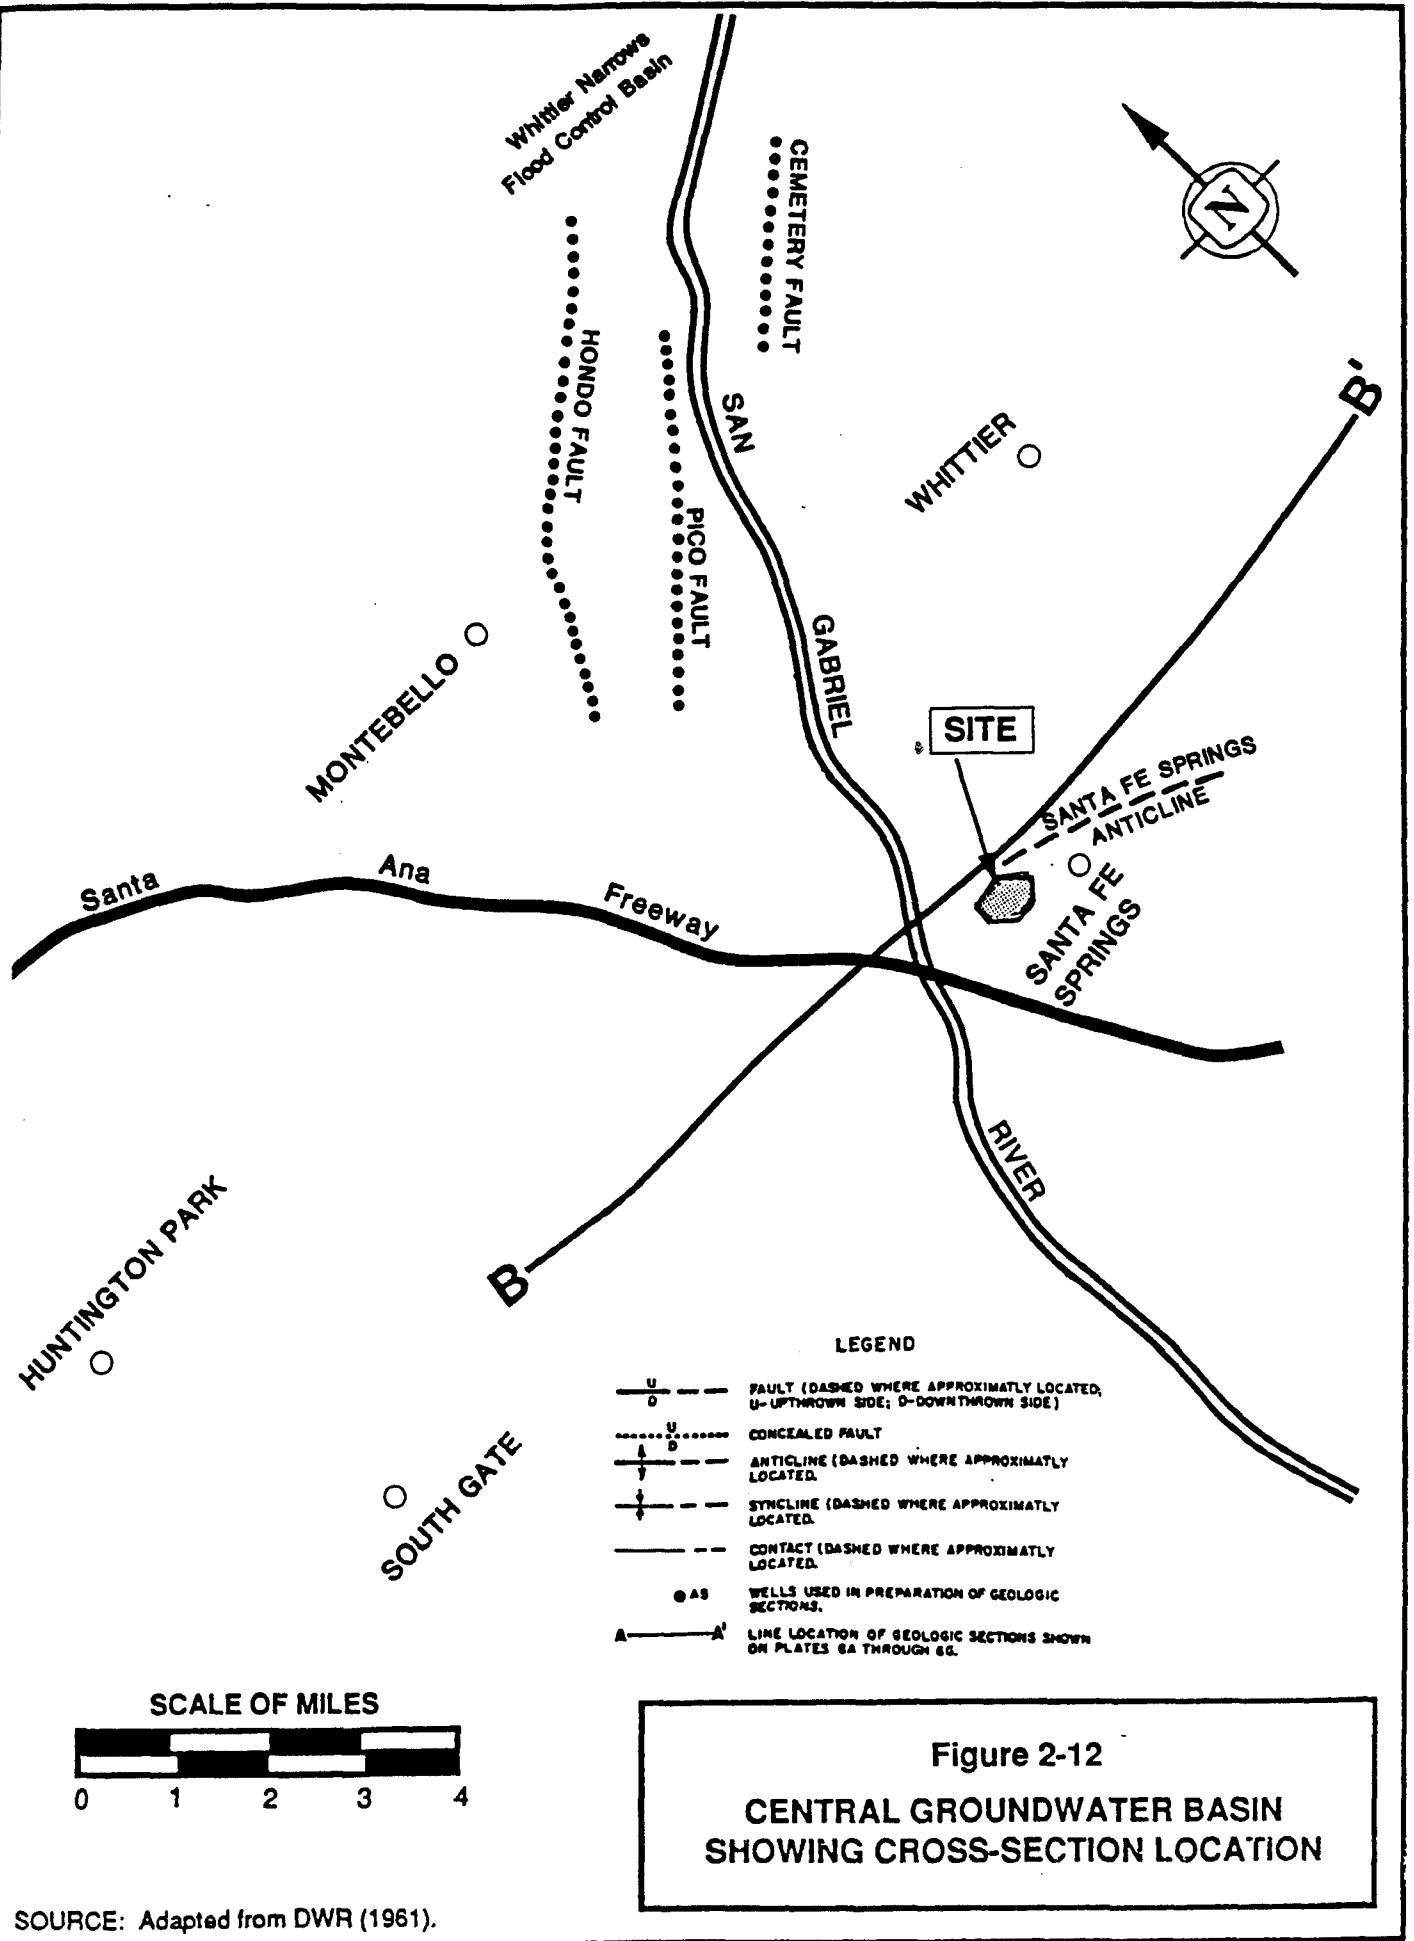 Whittier Narrows
Flood Control Basin
N
CEMETERY FAULT
HONDO FAULT
PICO FAULT
SAN
GABRIEL
RIVER
WHITTIER
B'
MONTEBELLO
SITE
SANTA FE SPRINGS
ANTICLINE
SANTA FE
SPRINGS
Santa
Ana
Freeway
B
HUNTINGTON PARK
SOUTH GATE
LEGEND
U
D
FAULT (DASHED WHERE APPROXIMATLY LOCATED;
U-UPTHROWN SIDE; D-DOWNTHROWN SIDE)
U
D
CONCEALED FAULT
ANTICLINE (DASHED WHERE APPROXIMATLY
LOCATED.
SYNCLINE (DASHED WHERE APPROXIMATLY
LOCATED.
CONTACT (DASHED WHERE APPROXIMATLY
LOCATED.
A5
WELLS USED IN PREPARATION OF GEOLOGIC
SECTIONS.
A
A'
LINE LOCATION OF GEOLOGIC SECTIONS SHOWN
ON PLATES 6A THROUGH 6G.
SCALE OF MILES
0 1 2 3 4
Figure 2-12
CENTRAL GROUNDWATER BASIN
SHOWING CROSS-SECTION LOCATION
SOURCE: Adapted from DWR (1961).